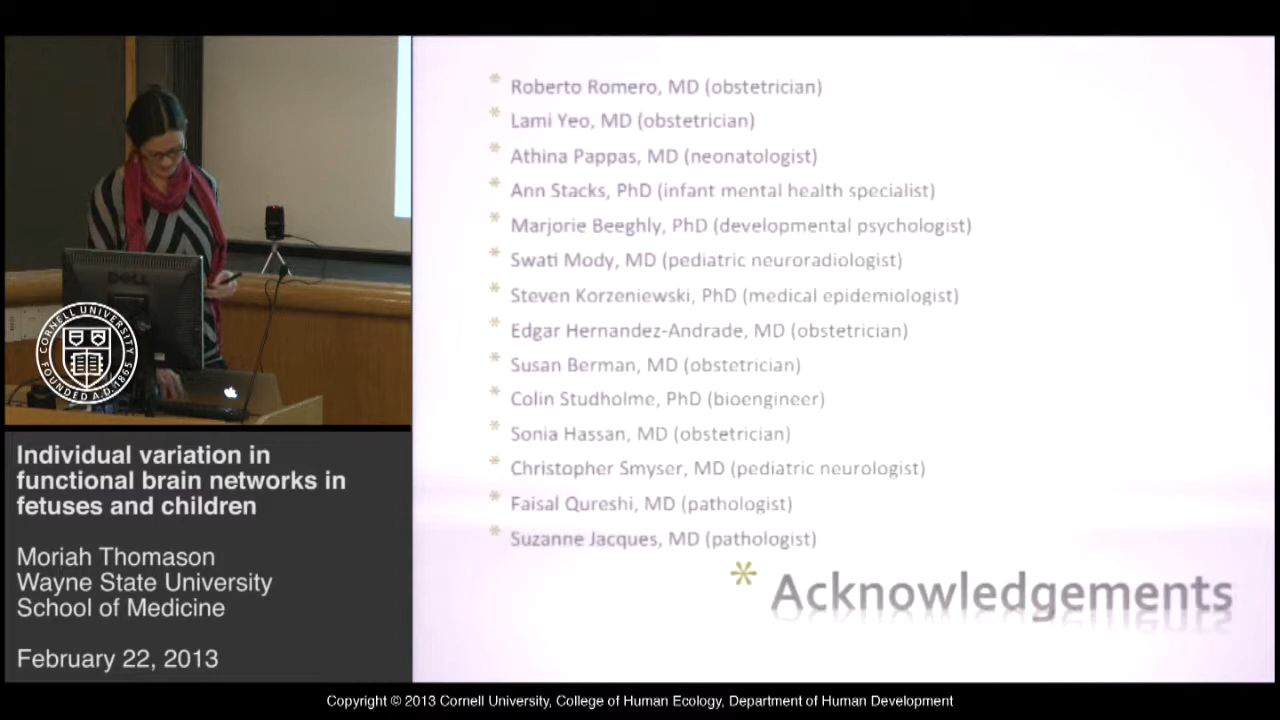 * Roberto Romero, MD (obstetrician)
* Lami Yeo, MD (obstetrician)
* Athina Pappas, MD (neonatologist)
* Ann Stacks, PhD (infant mental health specialist)
* Marjorie Beeghly, PhD (developmental psychologist)
* Swati Mody, MD (pediatric neuroradiologist)
* Steven Korzeniewski, PhD (medical epidemiologist)
* Edgar Hernandez-Andrade, MD (obstetrician)
* Susan Berman, MD (obstetrician)
* Colin Studholme, PhD (bioengineer)
* Sonia Hassan, MD (obstetrician)
* Christopher Smyser, MD (pediatric neurologist)
* Faisal Qureshi, MD (pathologist)
* Suzanne Jacques, MD (pathologist)
* Acknowledgements
DELL
CORNELL UNIVERSITY
FOUNDED A.D. 1865
Individual variation in
functional brain networks in
fetuses and children
Moriah Thomason
Wayne State University
School of Medicine
February 22, 2013
Copyright © 2013 Cornell University, College of Human Ecology, Department of Human Development